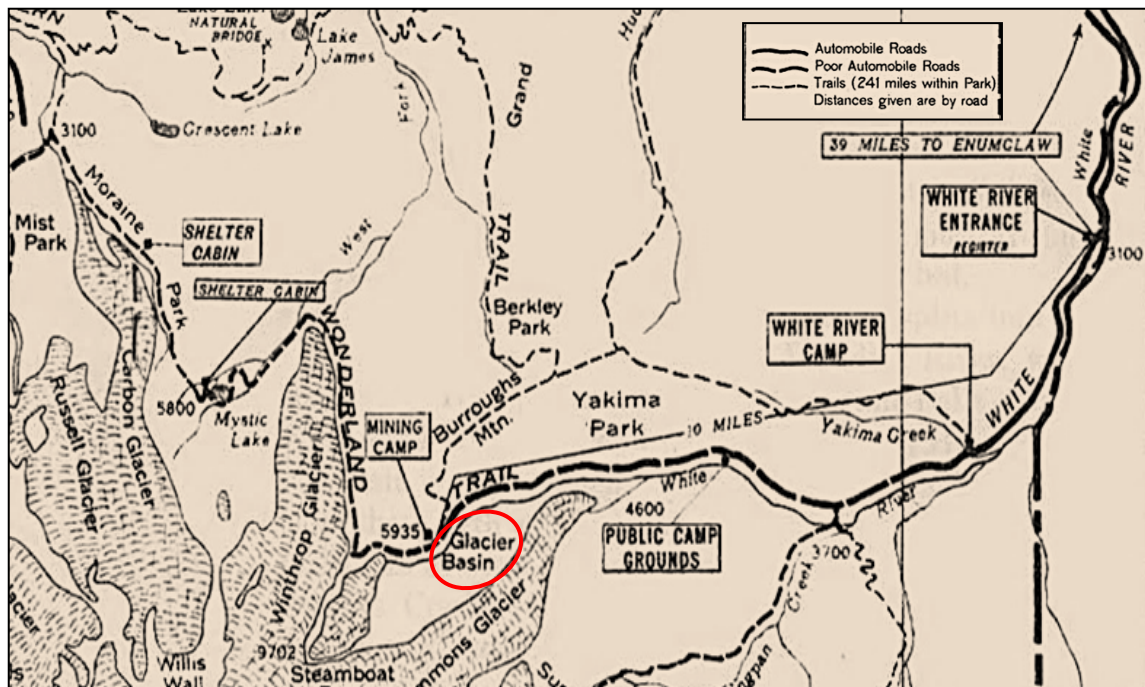 NATURAL
BRIDGE
Lake
James
Crescent Lake
3100
Moraine
Park
Mist
Park
SHELTER
CABIN
SHELTER CABIN
Fork
West
Grand
TRAIL
Automobile Roads
Poor Automobile Roads
Trails (241 miles within Park)
Distances given are by road
39 MILES TO ENUMCLAW
White
RIVER
WHITE RIVER
ENTRANCE
REGISTER
3100
WONDERLAND
TRAIL
Berkley
Park
Burroughs
Mtn.
WHITE RIVER
CAMP
WHITE
Yakima
Park
10 MILES
Yakima Creek
5800
Mystic
Lake
Russell Glacier
Carbon Glacier
Winthrop Glacier
MINING
CAMP
5935
Glacier
Basin
White
River
4600
PUBLIC CAMP
GROUNDS
3700
Creek
9702
Willis
Wall
Steamboat
mmons Glacier